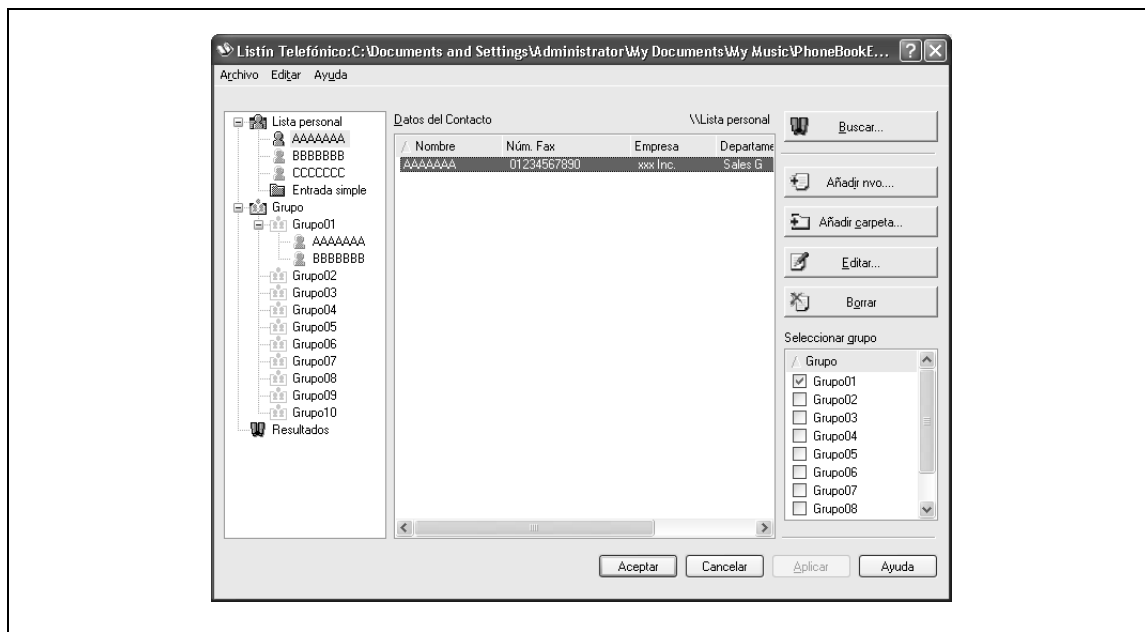 Listín Telefónico:C:\Documents and Settings\Administrator\My Documents\My Music\PhoneBookE...
Archivo Editar Ayuda
Lista personal
AAAAAAA
BBBBBBB
CCCCCCC
Entrada simple
Grupo
Grupo01
AAAAAAA
BBBBBBB
Grupo02
Grupo03
Grupo04
Grupo05
Grupo06
Grupo07
Grupo08
Grupo09
Grupo10
Resultados
Datos del Contacto \\Lista personal
Nombre Núm. Fax Empresa Departame
AAAAAAA 01234567890 xxx Inc. Sales G
Buscar...
Añadir nvo....
Añadir carpeta...
Editar...
Borrar
Seleccionar grupo
Grupo
Grupo01
Grupo02
Grupo03
Grupo04
Grupo05
Grupo06
Grupo07
Grupo08
Aceptar Cancelar Aplicar Ayuda